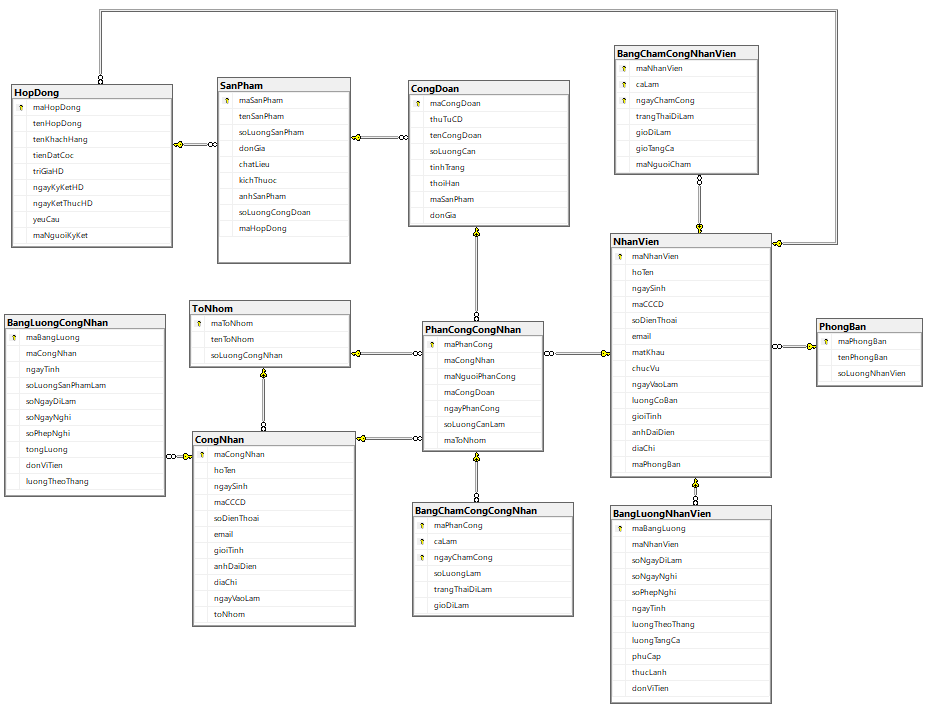 HopDong
maHopDong
tenHopDong
tenKhachHang
tienDatCoc
triGiaHD
ngayKyKetHD
ngayKetThucHD
yeuCau
maNguoiKyKet
SanPham
maSanPham
tenSanPham
soLuongSanPham
donGia
chatLieu
kichThuoc
anhSanPham
soLuongCongDoan
maHopDong
CongDoan
maCongDoan
thuTuCD
tenCongDoan
soLuongCan
tinhTrang
thoiHan
maSanPham
donGia
BangChamCongNhanVien
maNhanVien
caLam
ngayChamCong
trangThaiDiLam
gioDiLam
gioTangCa
maNguoiCham
NhanVien
maNhanVien
hoTen
ngaySinh
maCCCD
soDienThoai
email
matKhau
chucVu
ngayVaoLam
luongCoBan
gioiTinh
anhDaiDien
diaChi
maPhongBan
PhongBan
maPhongBan
tenPhongBan
soLuongNhanVien
BangLuongCongNhan
maBangLuong
maCongNhan
ngayTinh
soLuongSanPhamLam
soNgayDiLam
soNgayNghi
soPhepNghi
tongLuong
donViTien
luongTheoThang
ToNhom
maToNhom
tenToNhom
soLuongCongNhan
PhanCongCongNhan
maPhanCong
maCongNhan
maNguoiPhanCong
maCongDoan
ngayPhanCong
soLuongCanLam
maToNhom
CongNhan
maCongNhan
hoTen
ngaySinh
maCCCD
soDienThoai
email
gioiTinh
anhDaiDien
diaChi
ngayVaoLam
toNhom
BangChamCongCongNhan
maPhanCong
caLam
ngayChamCong
soLuongLam
trangThaiDiLam
gioDiLam
BangLuongNhanVien
maBangLuong
maNhanVien
soNgayDiLam
soNgayNghi
soPhepNghi
ngayTinh
luongTheoThang
luongTangCa
phuCap
thucLanh
donViTien